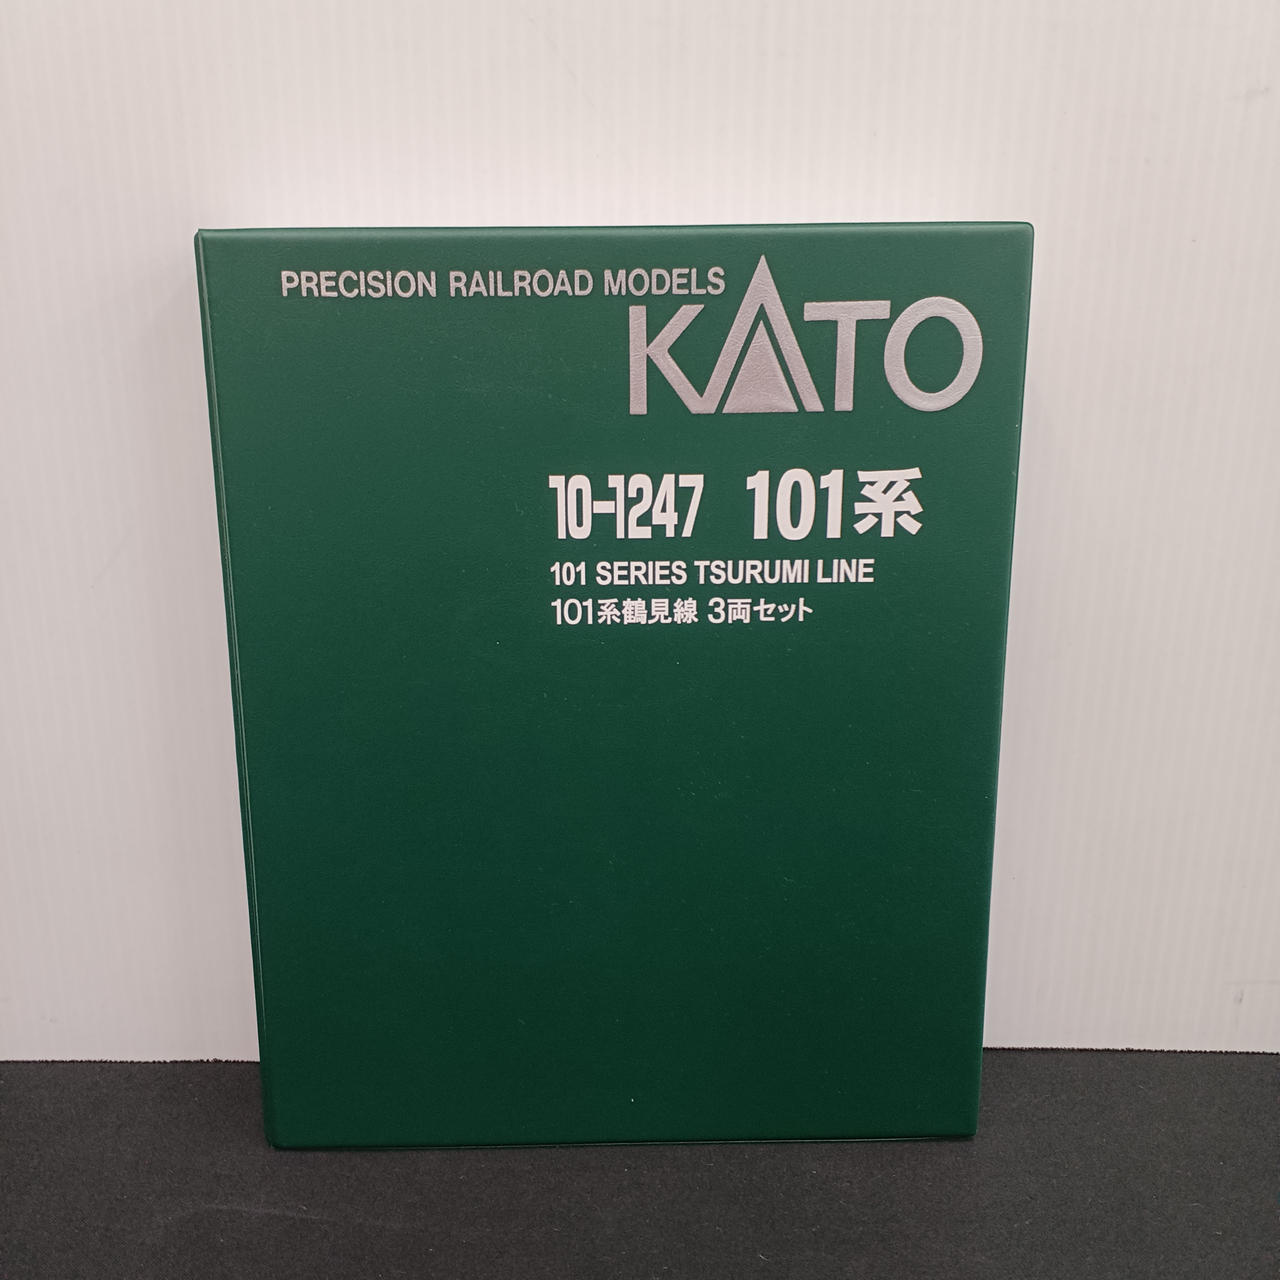 PRECISION RAILROAD MODELS
KATO
10-1247 101系
101 SERIES TSURUMI LINE
101系鶴見線 3両セット